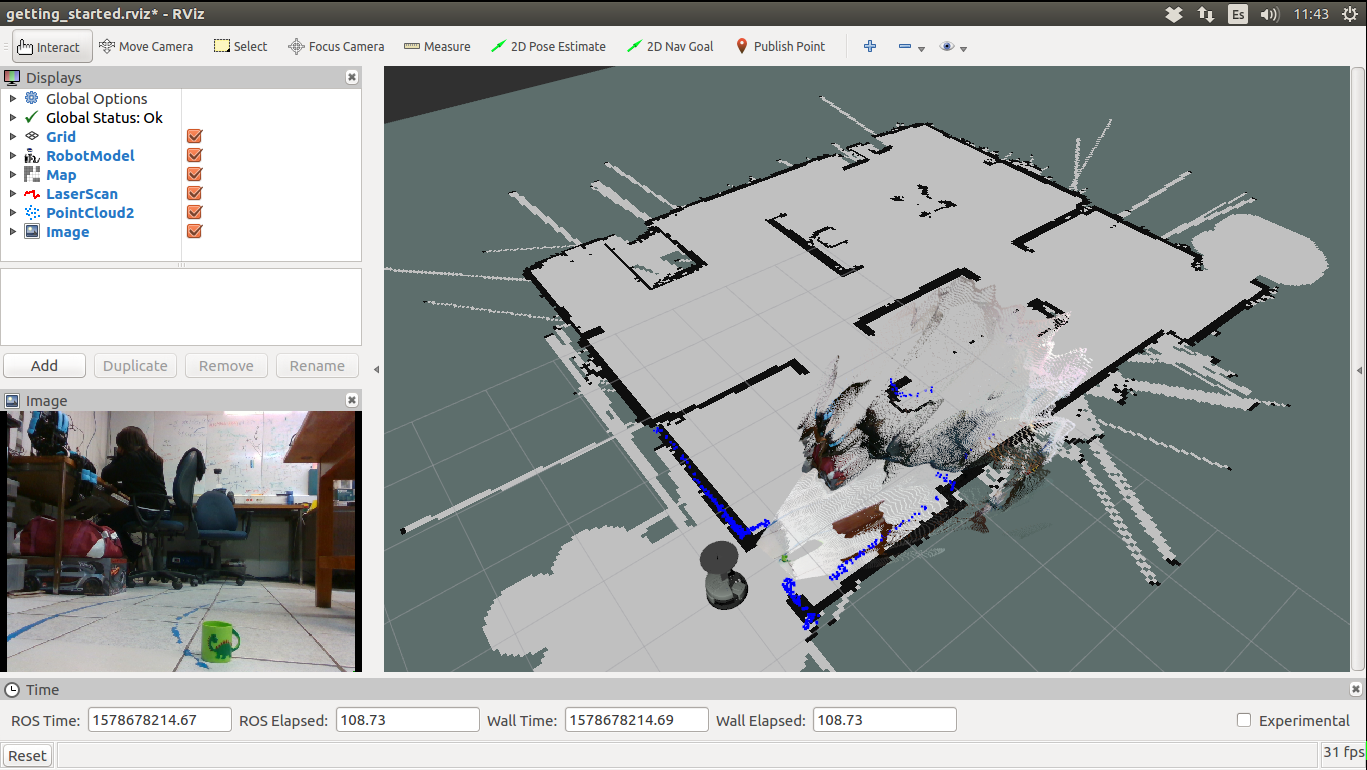 getting_started.rviz* - RViz
Es
11:43
Interact
Move Camera
Select
Focus Camera
Measure
2D Pose Estimate
2D Nav Goal
Publish Point
Displays
Global Options
Global Status: Ok
Grid
RobotModel
Map
LaserScan
PointCloud2
Image
Add
Duplicate
Remove
Rename
Image
Time
ROS Time:
1578678214.67
ROS Elapsed:
108.73
Wall Time:
1578678214.69
Wall Elapsed:
108.73
Experimental
Reset
31 fps